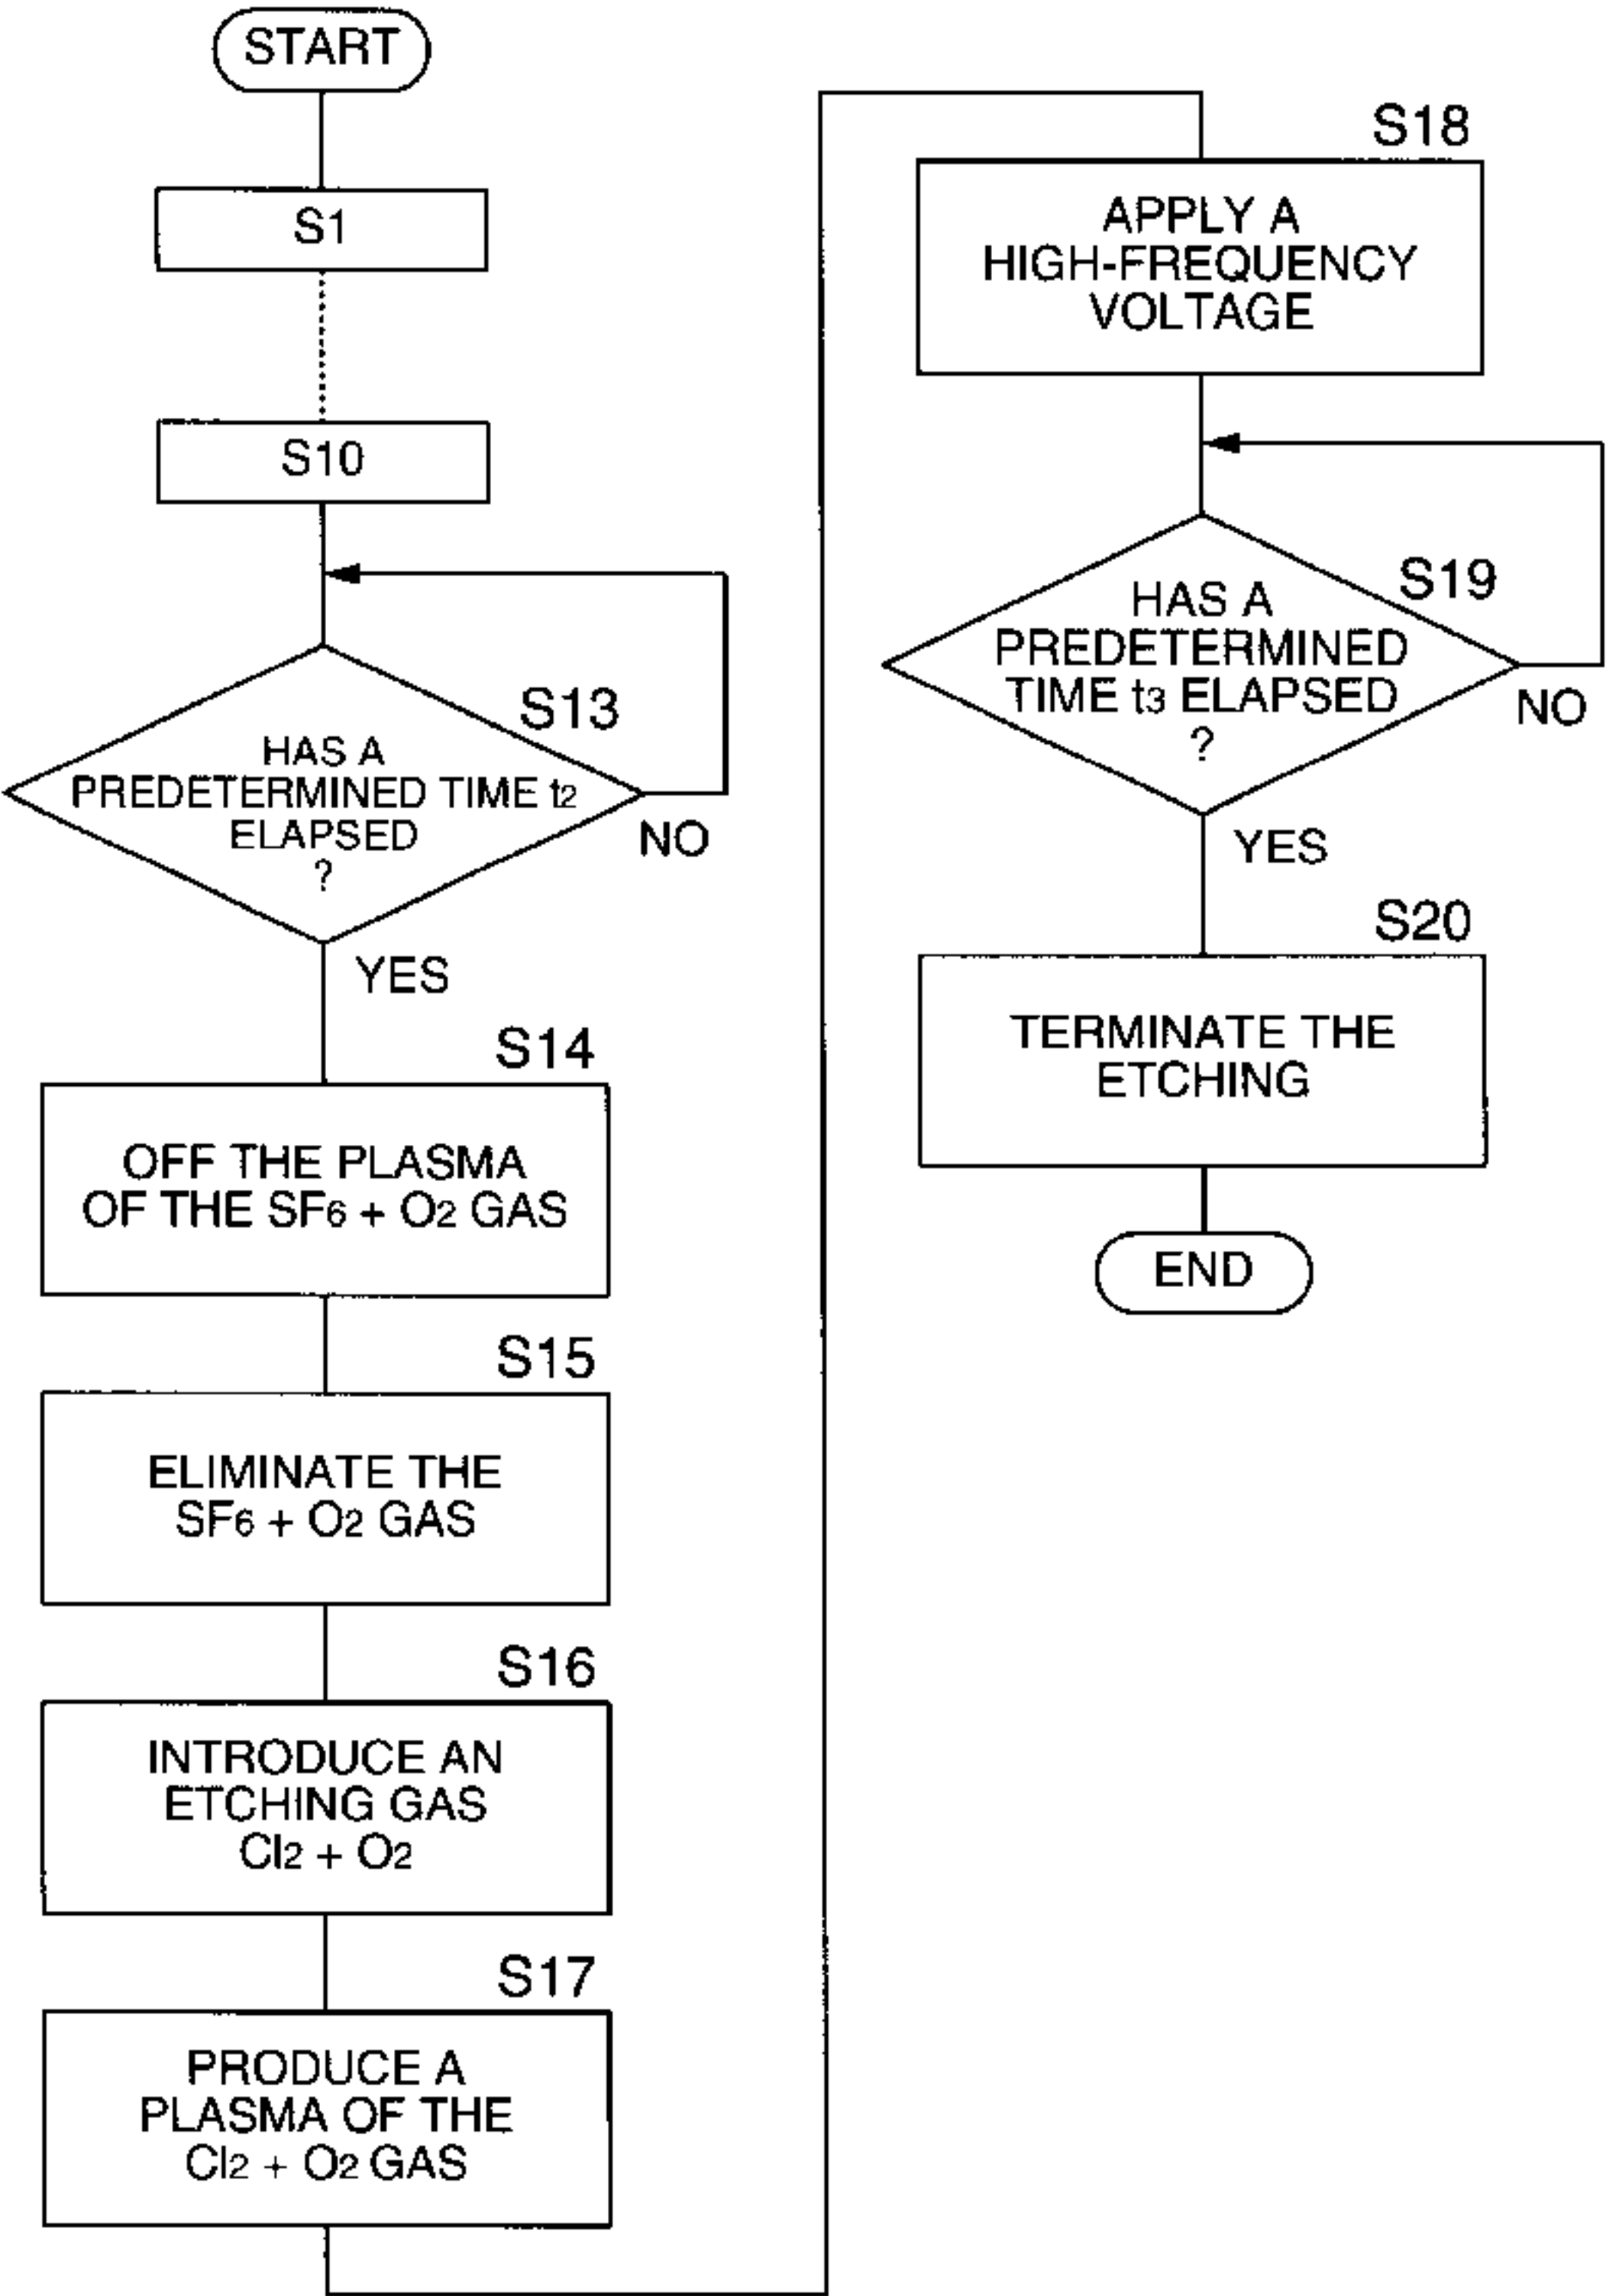 START
S1
S10
S13
HAS A
PREDETERMINED TIME t₂
ELAPSED
?
NO
YES
S14
OFF THE PLASMA
OF THE SF₆ + O₂ GAS
S15
ELIMINATE THE
SF₆ + O₂ GAS
S16
INTRODUCE AN
ETCHING GAS
Cl₂ + O₂
S17
PRODUCE A
PLASMA OF THE
Cl₂ + O₂ GAS
S18
APPLY A
HIGH-FREQUENCY
VOLTAGE
S19
HAS A
PREDETERMINED
TIME t₃ ELAPSED
?
NO
YES
S20
TERMINATE THE
ETCHING
END